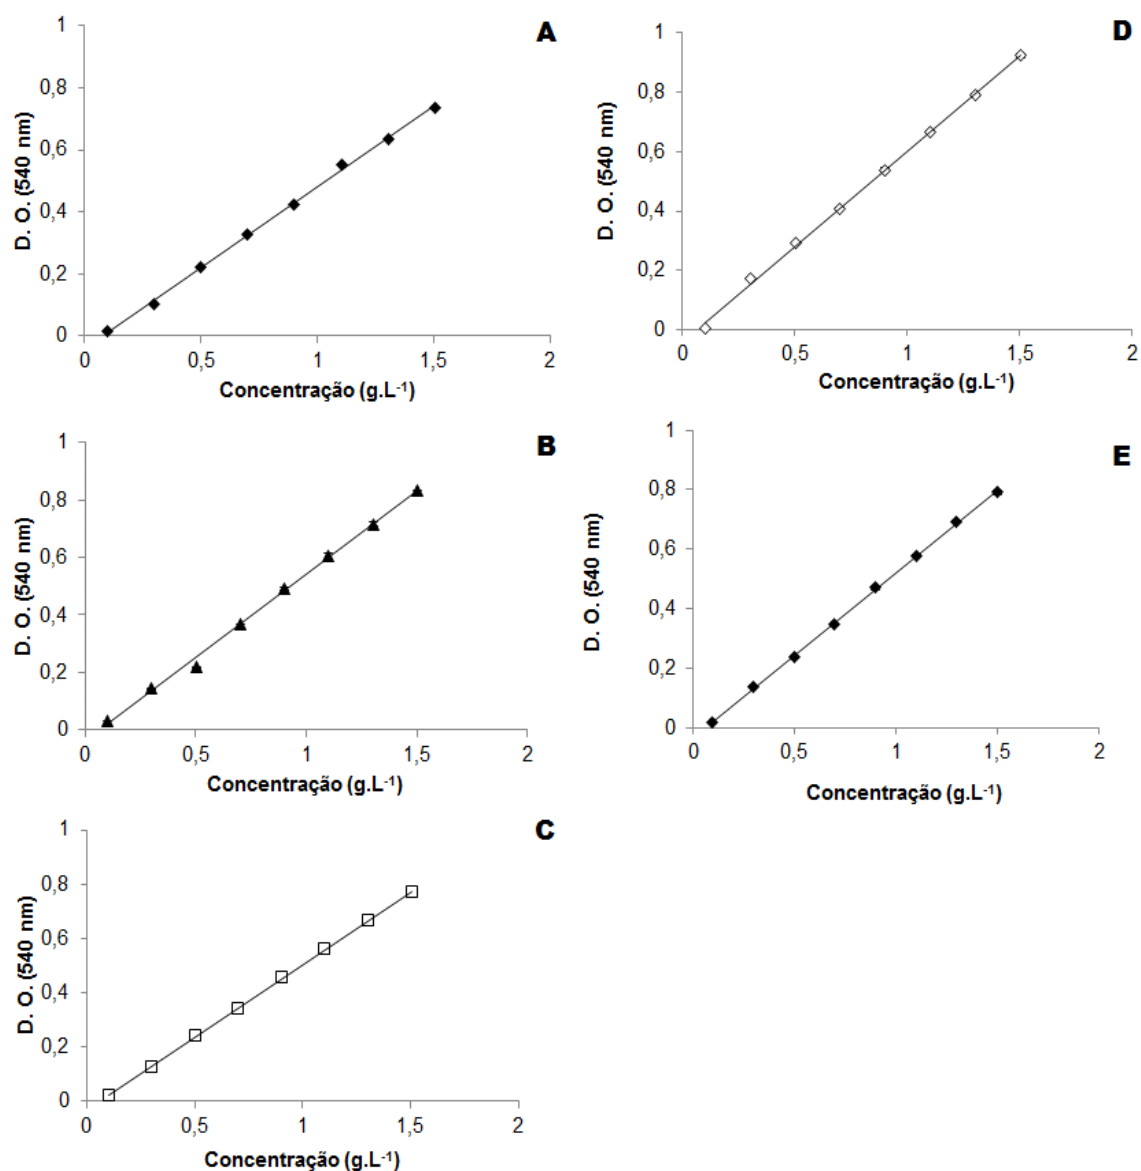 A
D. O. (540 nm)
1
0,8
0,6
0,4
0,2
0
0 0,5 1 1,5 2
Concentração (g.L⁻¹)
D
D. O. (540 nm)
1
0,8
0,6
0,4
0,2
0
0 0,5 1 1,5 2
Concentração (g.L⁻¹)
B
D. O. (540 nm)
1
0,8
0,6
0,4
0,2
0
0 0,5 1 1,5 2
Concentração (g.L⁻¹)
E
D. O. (540 nm)
1
0,8
0,6
0,4
0,2
0
0 0,5 1 1,5 2
Concentração (g.L⁻¹)
C
D. O. (540 nm)
1
0,8
0,6
0,4
0,2
0
0 0,5 1 1,5 2
Concentração (g.L⁻¹)